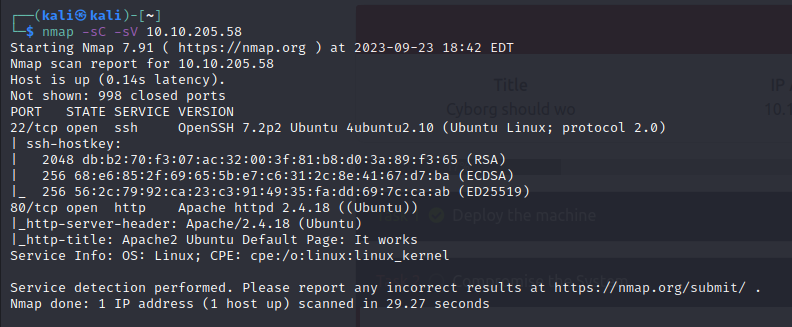 ┌──(kali㉿kali)-[~]
└─$ nmap -sC -sV 10.10.205.58
Starting Nmap 7.91 ( https://nmap.org ) at 2023-09-23 18:42 EDT
Nmap scan report for 10.10.205.58
Host is up (0.14s latency).
Not shown: 998 closed ports
PORT   STATE SERVICE VERSION
22/tcp open  ssh     OpenSSH 7.2p2 Ubuntu 4ubuntu2.10 (Ubuntu Linux; protocol 2.0)
| ssh-hostkey:
|   2048 db:b2:70:f3:07:ac:32:00:3f:81:b8:d0:3a:89:f3:65 (RSA)
|   256 68:e6:85:2f:69:65:5b:e7:c6:31:2c:8e:41:67:d7:ba (ECDSA)
|_  256 56:2c:79:92:ca:23:c3:91:49:35:fa:dd:69:7c:ca:ab (ED25519)
80/tcp open  http    Apache httpd 2.4.18 ((Ubuntu))
|_http-server-header: Apache/2.4.18 (Ubuntu)
|_http-title: Apache2 Ubuntu Default Page: It works
Service Info: OS: Linux; CPE: cpe:/o:linux:linux_kernel

Service detection performed. Please report any incorrect results at https://nmap.org/submit/ .
Nmap done: 1 IP address (1 host up) scanned in 29.27 seconds
Title
Cyborg should wo
Deploy the machine